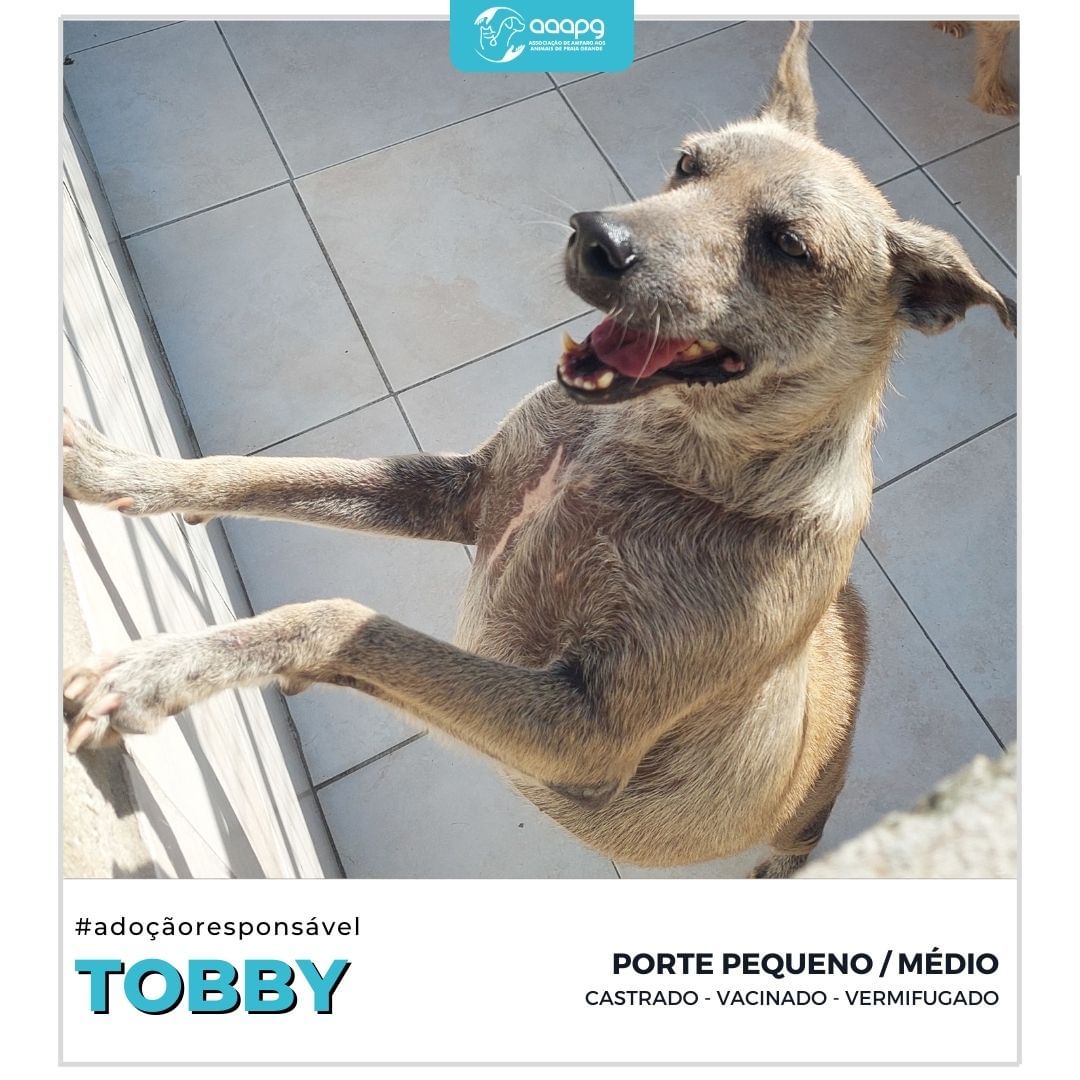 aaapg
ASSOCIAÇÃO DE AMPARO AOS
ANIMAIS DE PRAIA GRANDE
#adoçãoresponsável
TOBBY
PORTE PEQUENO / MÉDIO
CASTRADO - VACINADO - VERMIFUGADO